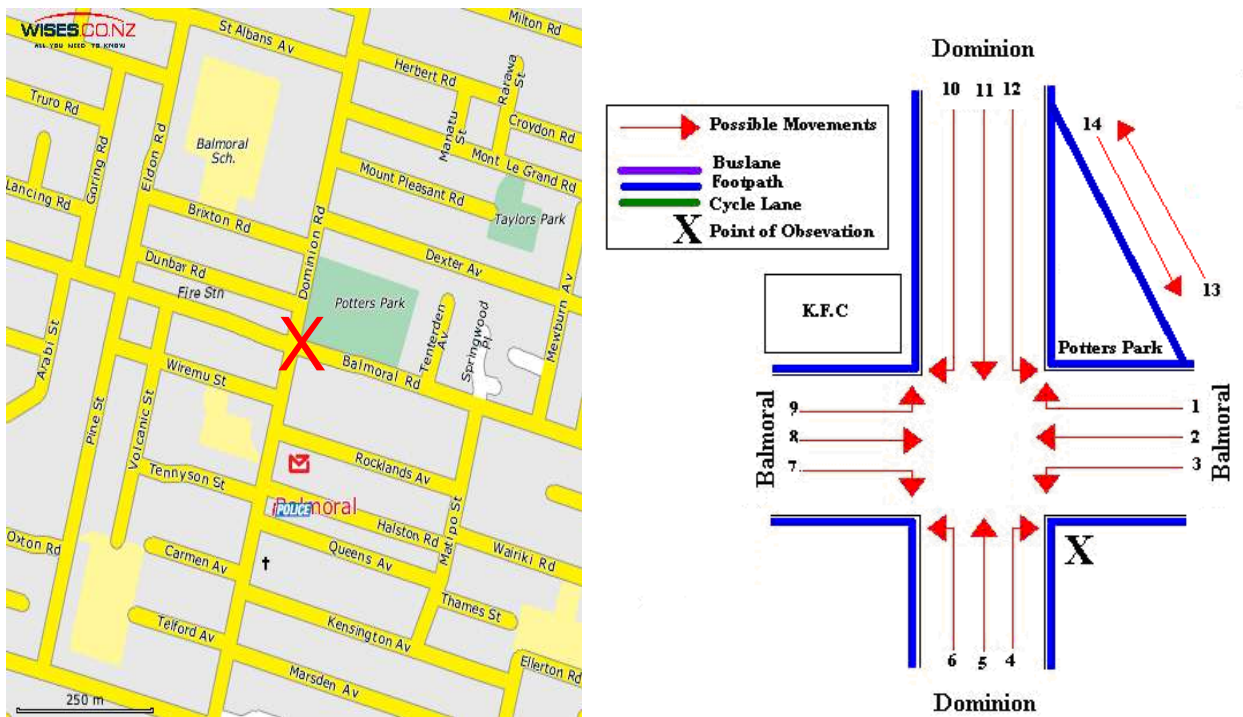 WISES.CO.NZ
ALL YOU NEED TO KNOW
St Albans Av
Milton Rd
Herbert Rd
Rarawa St
Truro Rd
Manatu St
Croydon Rd
Goring Rd
Eldon Rd
Balmoral Sch.
Mont Le Grand Rd
Mount Pleasant Rd
Lancing Rd
Taylors Park
Brixton Rd
Dominion Rd
Dexter Av
Dunbar Rd
Fire Stn
Potters Park
Mewburn Av
Tenterden Av
Springwood Pl
X
Balmoral Rd
Arabi St
Wiremu St
Pine St
Volcanic St
Rocklands Av
Tennyson St
Balmoral
POLICE
Halston Rd
Matipo St
Wairiki Rd
Oxton Rd
Carmen Av
Queens Av
Thames St
Telford Av
Kensington Av
Ellerton Rd
Marsden Av
250 m
Dominion
10 11 12
Possible Movements
Buslane
Footpath
Cycle Lane
X Point of Obsevation
14
13
K.F.C
Potters Park
Balmoral
9
8
7
1
2
3
Balmoral
X
6 5 4
Dominion